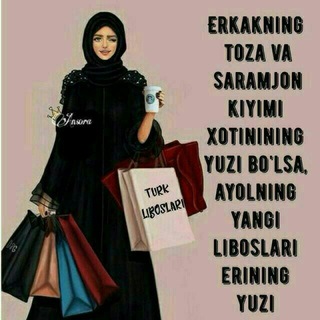 ERKAKNING
TOZA VA
SARAMJON
KIYIMI
XOTININING
YUZI BO'LSA,
AYOLNING
YANGI
LIBOSLARI
ERINING
YUZI
TURK
LIBOSLARI